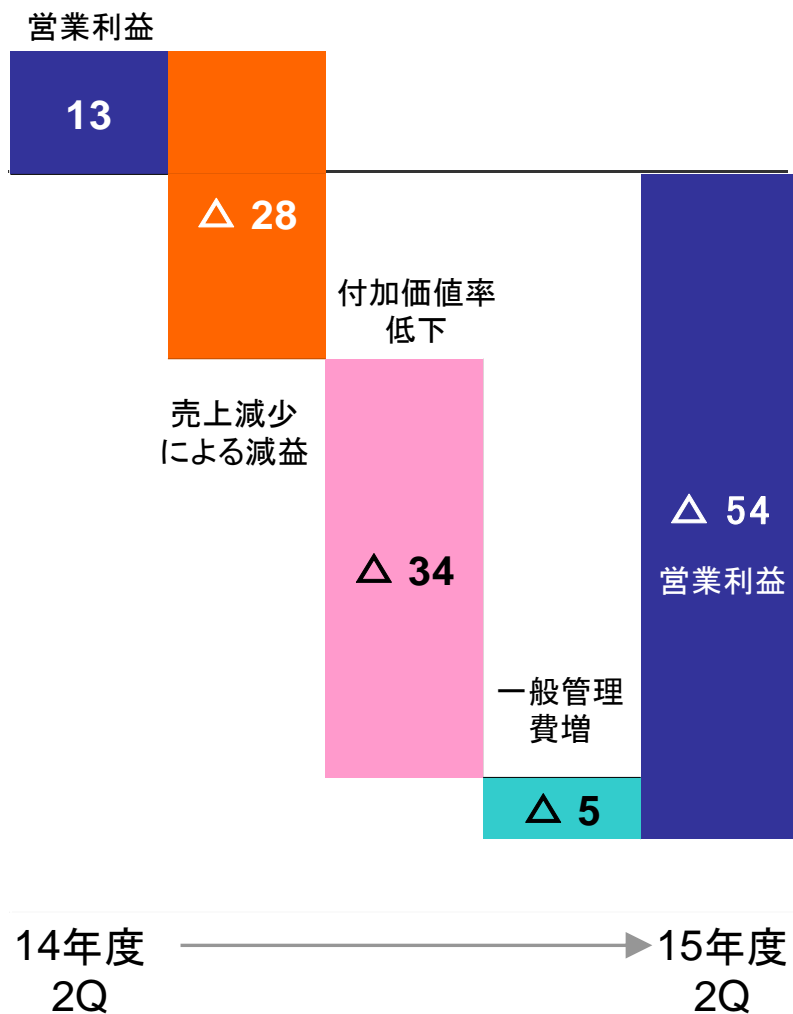 営業利益
13
△ 28
付加価値率
低下
売上減少
による減益
△ 54
営業利益
△ 34
一般管理
費増
△ 5
14年度
2Q
15年度
2Q